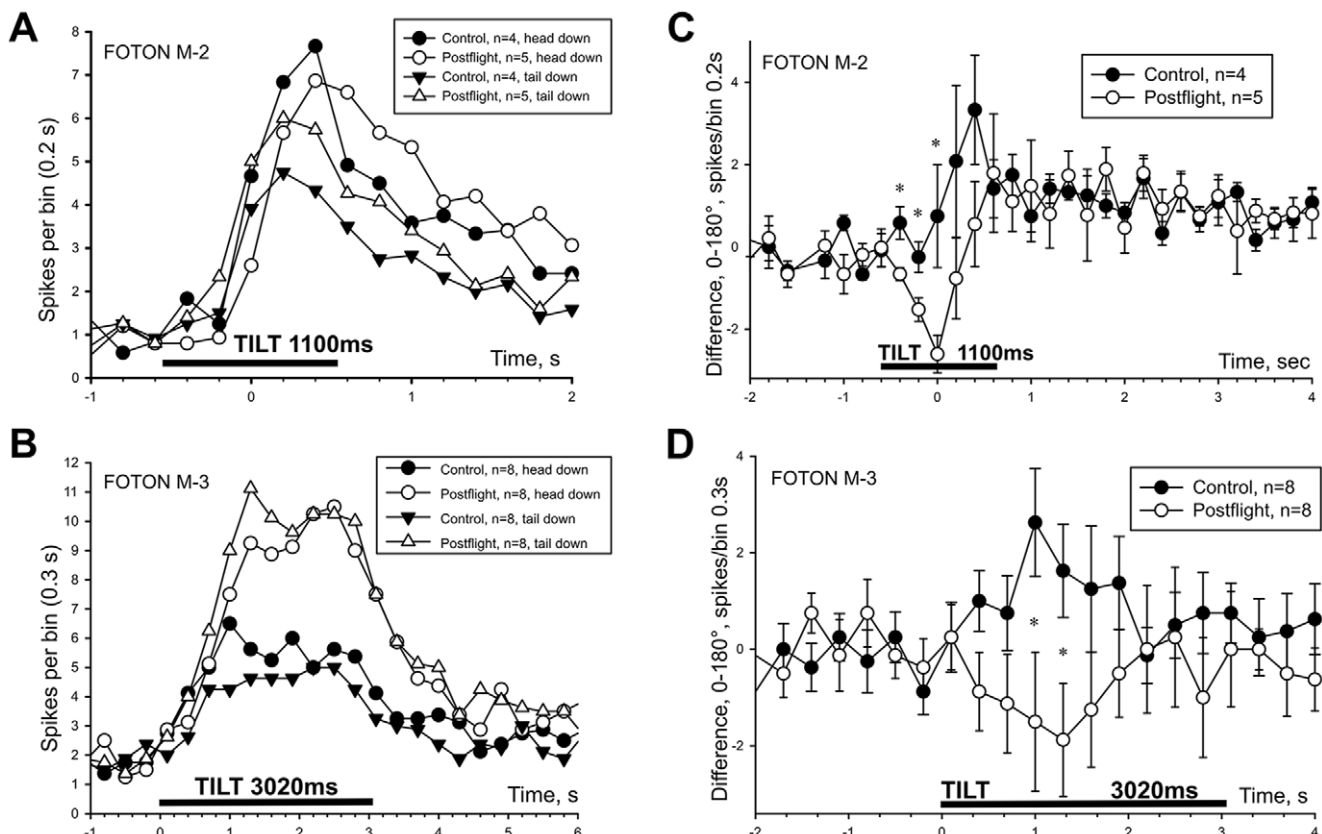 A
FOTON M-2
Control, n=4, head down
Postflight, n=5, head down
Control, n=4, tail down
Postflight, n=5, tail down
Spikes per bin (0.2 s)
8
7
6
5
4
3
2
1
0
TILT 1100ms
Time, s
-1
0
1
2
B
FOTON M-3
Control, n=8, head down
Postflight, n=8, head down
Control, n=8, tail down
Postflight, n=8, tail down
Spikes per bin (0.3 s)
12
11
10
9
8
7
6
5
4
3
2
1
0
TILT 3020ms
Time, s
-1
0
1
2
3
4
5
6
C
FOTON M-2
Control, n=4
Postflight, n=5
Difference, 0-180°, spikes/bin 0.2s
4
2
0
-2
*
*
*
TILT 1100ms
Time, sec
-2
-1
0
1
2
3
4
D
FOTON M-3
Control, n=8
Postflight, n=8
Difference, 0-180°, spikes/bin 0.3s
4
2
0
-2
*
*
TILT 3020ms
Time, s
-2
-1
0
1
2
3
4